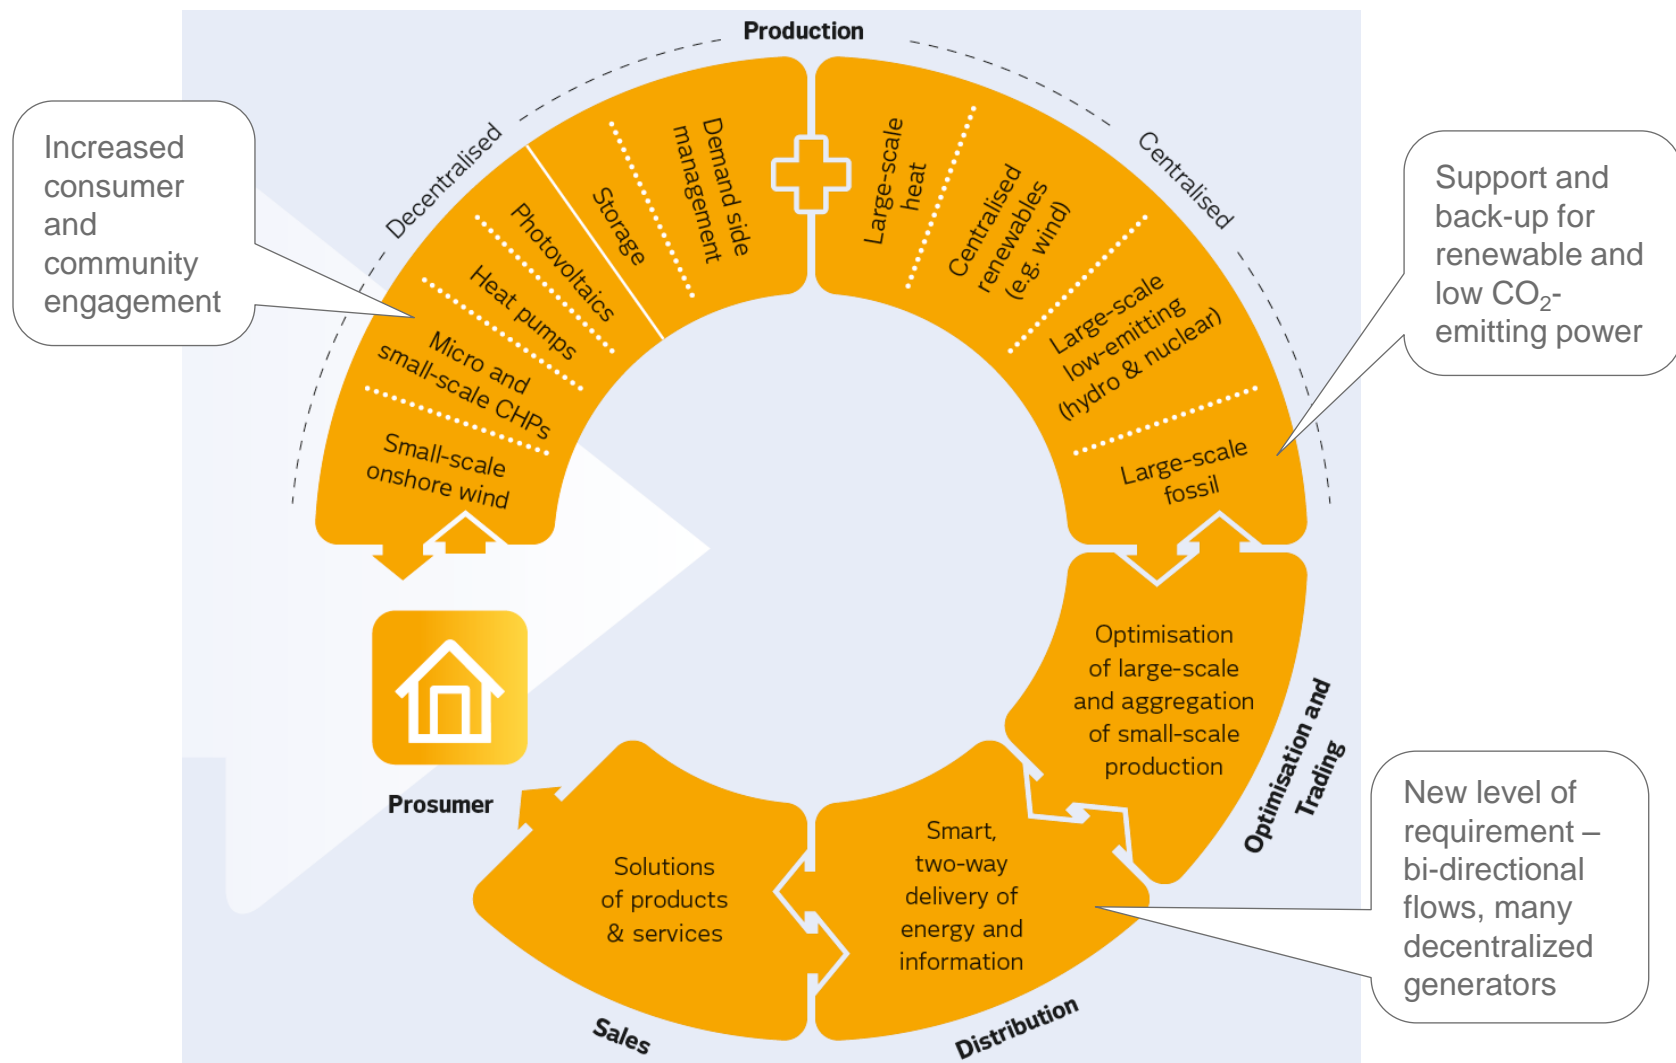 Production
Decentralised
Centralised
Increased
consumer
and
community
engagement
Small-scale
onshore wind
Micro and
small-scale CHPs
Heat pumps
Photovoltaics
Storage
Demand side
management
Large-scale
heat
Centralised
renewables
(e.g. wind)
Large-scale
low-emitting
(hydro & nuclear)
Large-scale
fossil
Support and
back-up for
renewable and
low CO₂-
emitting power
Optimisation
of large-scale
and aggregation
of small-scale
production
Optimisation and
Trading
New level of
requirement –
bi-directional
flows, many
decentralized
generators
Smart,
two-way
delivery of
energy and
information
Distribution
Solutions
of products
& services
Sales
Prosumer